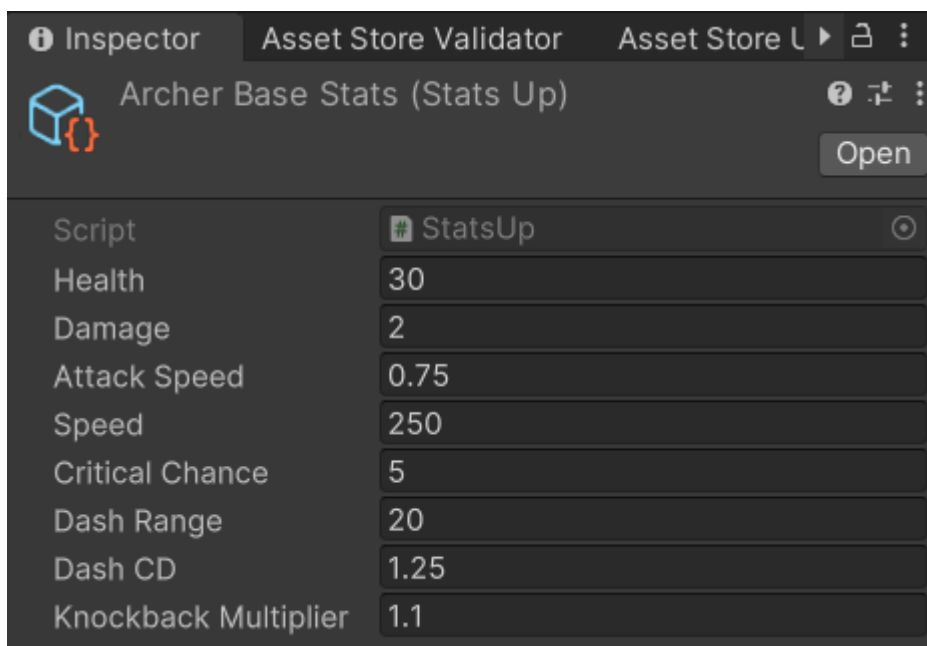 Inspector Asset Store Validator Asset Store U
Archer Base Stats (Stats Up)
Open
Script # StatsUp
Health 30
Damage 2
Attack Speed 0.75
Speed 250
Critical Chance 5
Dash Range 20
Dash CD 1.25
Knockback Multiplier 1.1